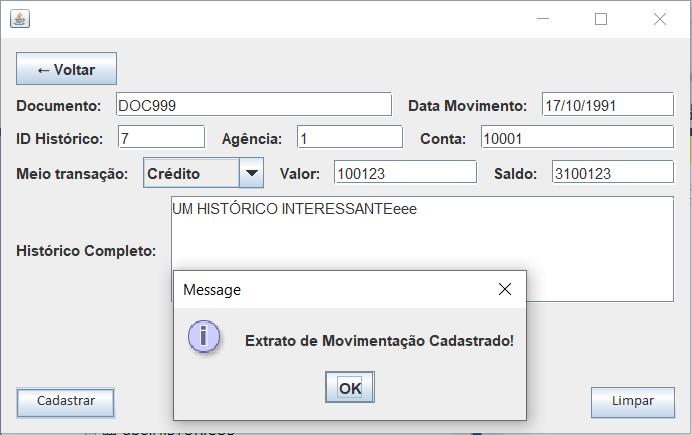 ← Voltar
Documento: DOC999 Data Movimento: 17/10/1991
ID Histórico: 7 Agência: 1 Conta: 10001
Meio transação: Crédito Valor: 100123 Saldo: 3100123
UM HISTÓRICO INTERESSANTEeee
Histórico Completo:
Message
i
Extrato de Movimentação Cadastrado!
OK
Cadastrar Limpar